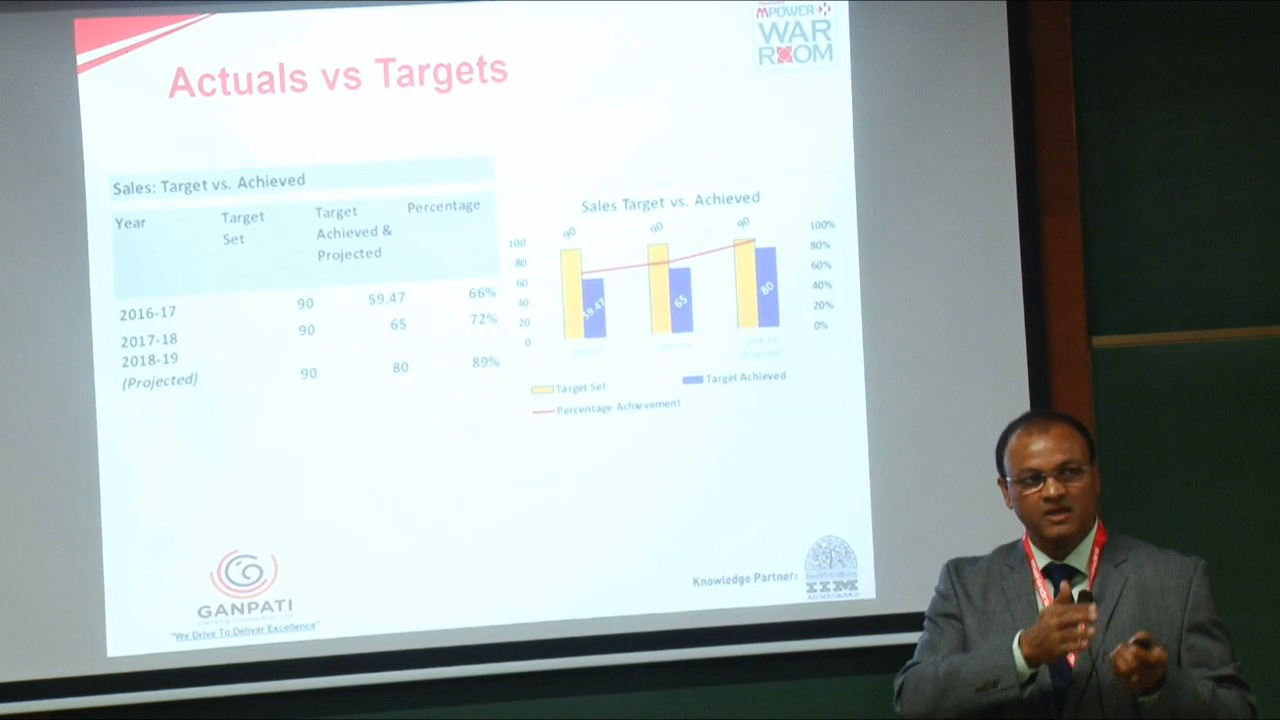 MPOWER
WAR
ROOM
Actuals vs Targets
Sales: Target vs. Achieved
Year Target Set Target Achieved & Projected Percentage
2016-17 90 59.47 66%
2017-18 90 65 72%
2018-19 (Projected) 90 80 89%
Sales Target vs. Achieved
90 90 90
100 100%
80 80%
60 60%
40 40%
20 20%
0 0%
59.47 65 80
(Projected)
Target Set Target Achieved
Percentage Achievement
GANPATI
"We Drive To Deliver Excellence"
Knowledge Partner:
IIM